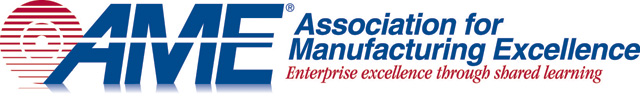 AME®
Association for
Manufacturing Excellence
Enterprise excellence through shared learning